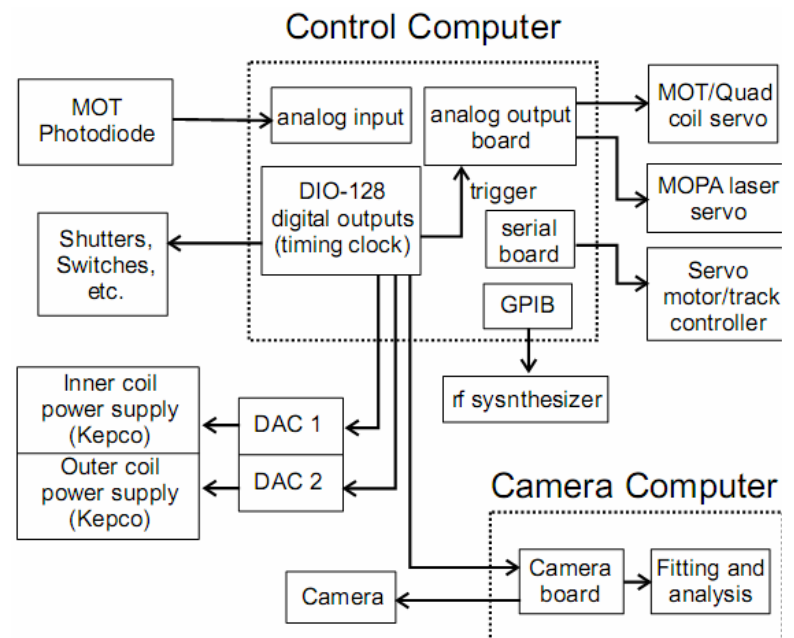 Control Computer
MOT
Photodiode
analog input
analog output
board
MOT/Quad
coil servo
DIO-128
digital outputs
(timing clock)
trigger
MOPA laser
servo
Shutters,
Switches,
etc.
serial
board
Servo
motor/track
controller
GPIB
rf sysnthesizer
Inner coil
power supply
(Kepco)
DAC 1
Outer coil
power supply
(Kepco)
DAC 2
Camera Computer
Camera
board
Fitting and
analysis
Camera